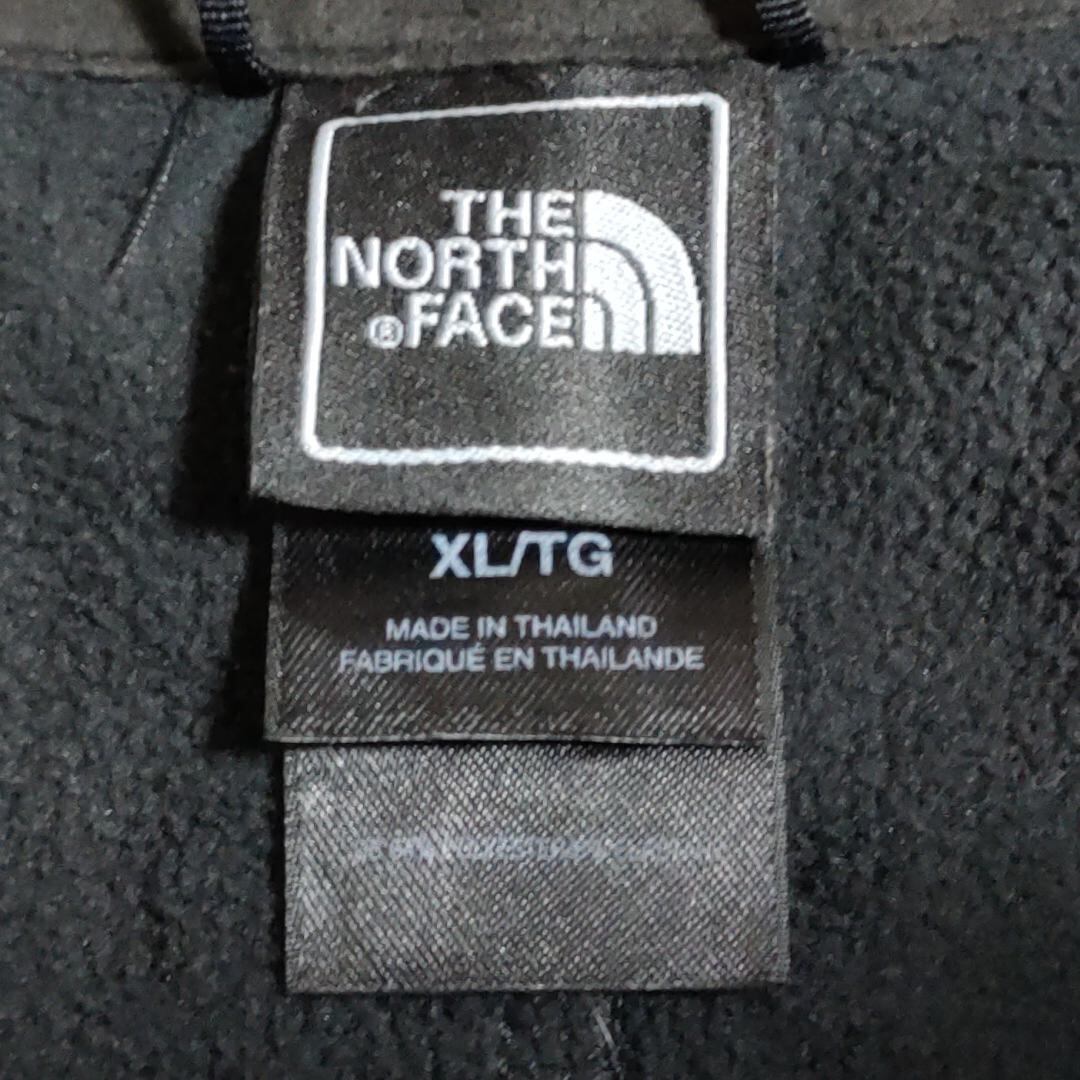 THE
NORTH
®FACE
XL/TG
MADE IN THAILAND
FABRIQUÉ EN THAILANDE